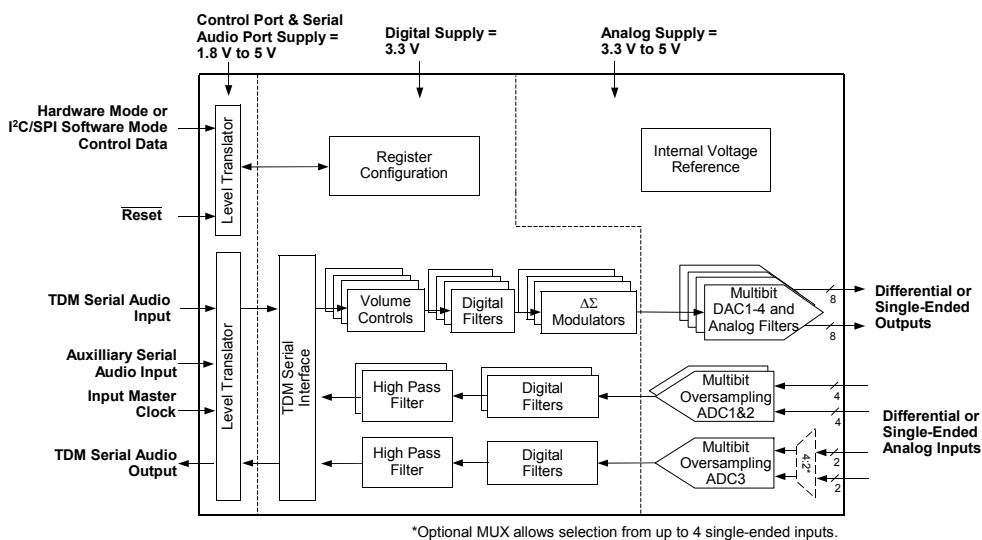 Control Port & Serial
Audio Port Supply =
1.8 V to 5 V
Digital Supply =
3.3 V
Analog Supply =
3.3 V to 5 V
Hardware Mode or
I²C/SPI Software Mode
Control Data
Reset
Level Translator
Register
Configuration
Internal Voltage
Reference
TDM Serial Audio
Input
Auxilliary Serial
Audio Input
Input Master
Clock
TDM Serial Audio
Output
Level Translator
TDM Serial
Interface
Volume
Controls
Digital
Filters
ΔΣ
Modulators
Multibit
DAC1-4 and
Analog Filters
8
8
Differential or
Single-Ended
Outputs
High Pass
Filter
Digital
Filters
Multibit
Oversampling
ADC1&2
4
4
Differential or
Single-Ended
Analog Inputs
High Pass
Filter
Digital
Filters
Multibit
Oversampling
ADC3
4:2*
2
2
*Optional MUX allows selection from up to 4 single-ended inputs.